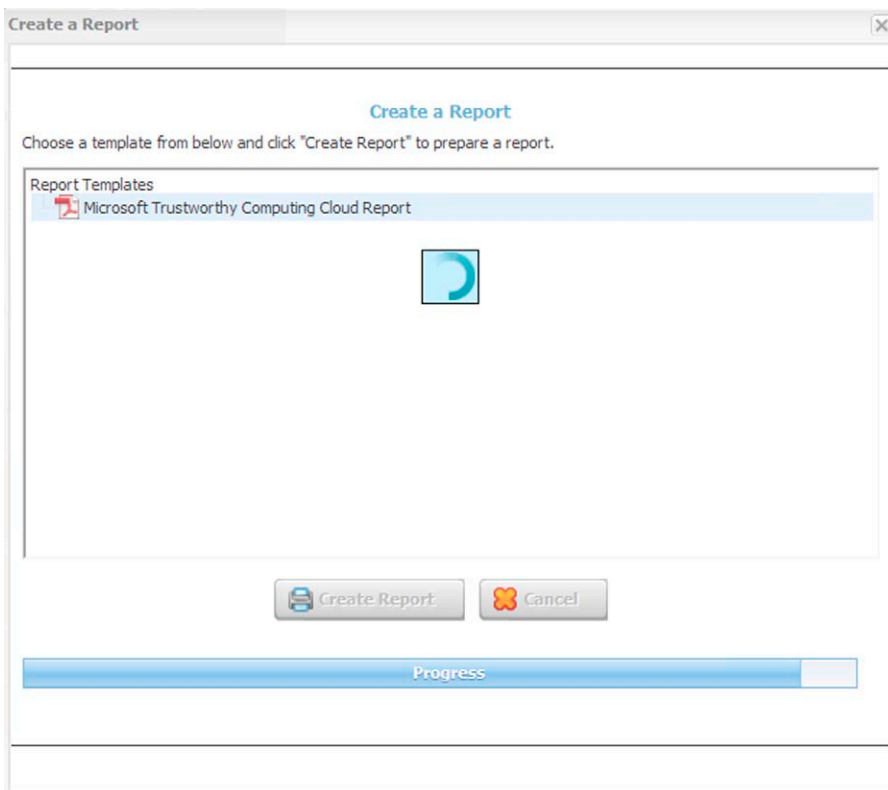 Create a Report
Create a Report
Choose a template from below and click "Create Report" to prepare a report.
Report Templates
Microsoft Trustworthy Computing Cloud Report
Create Report
Cancel
Progress